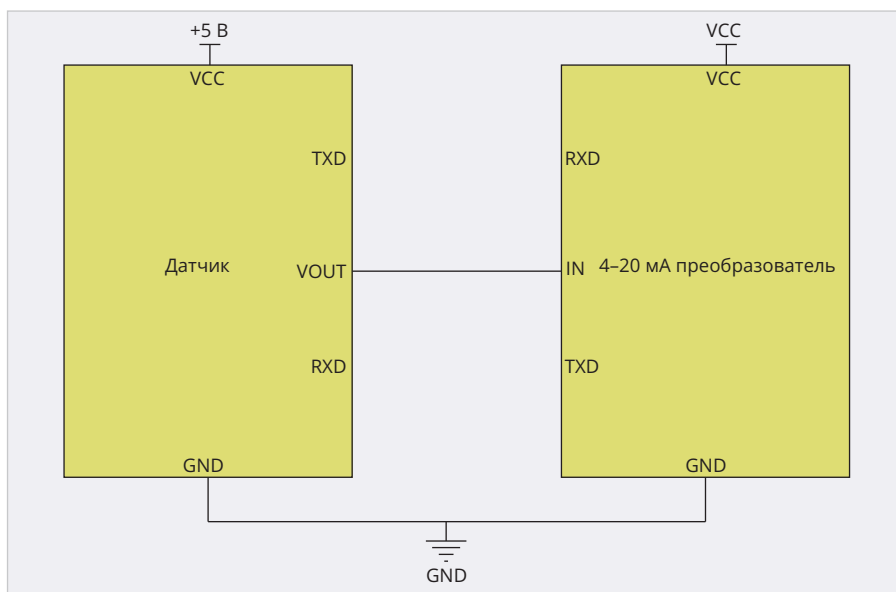 +5 В
VCC
VCC
VCC
TXD
RXD
Датчик
VOUT
IN
4–20 мА преобразователь
RXD
TXD
GND
GND
GND